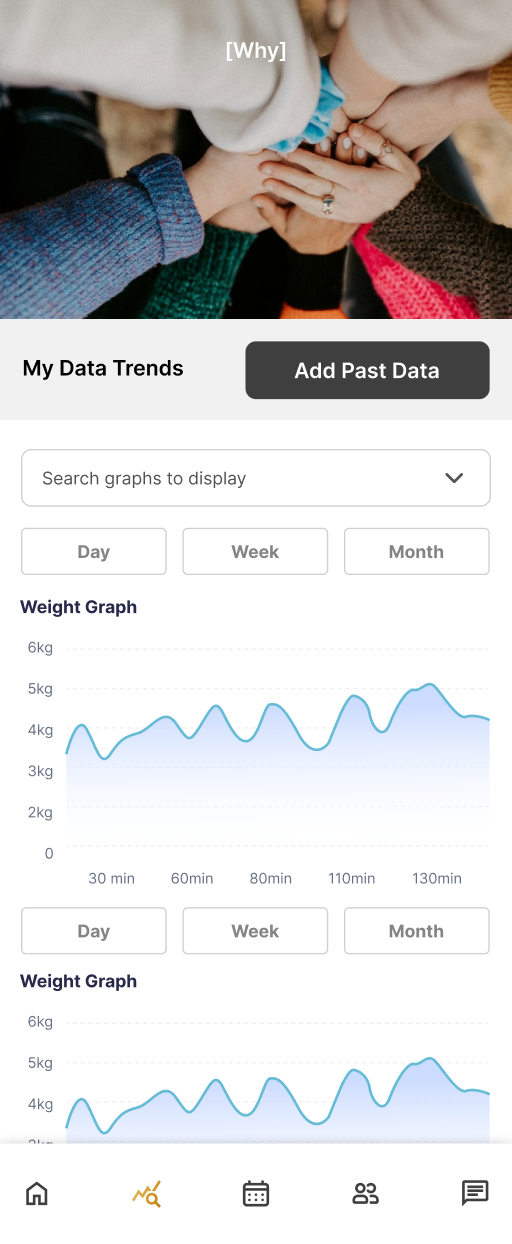 [Why]
My Data Trends
Add Past Data
Search graphs to display
Day Week Month
Weight Graph
6kg
5kg
4kg
3kg
2kg
0
30 min 60min 80min 110min 130min
Day Week Month
Weight Graph
6kg
5kg
4kg